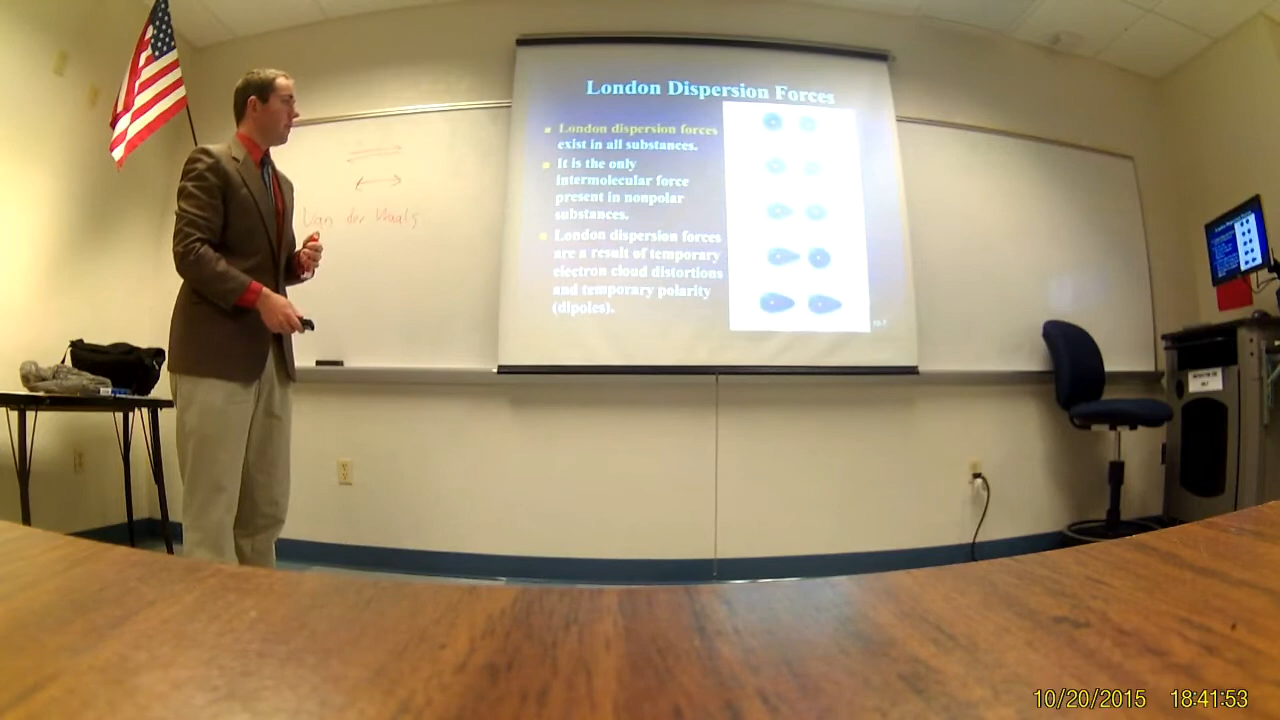 London Dispersion Forces
London dispersion forces
exist in all substances.
It is the only
intermolecular force
present in nonpolar
substances.
London dispersion forces
are a result of temporary
electron cloud distortions
and temporary polarity
(dipoles).
Van der Waals
10/20/2015 18:41:53